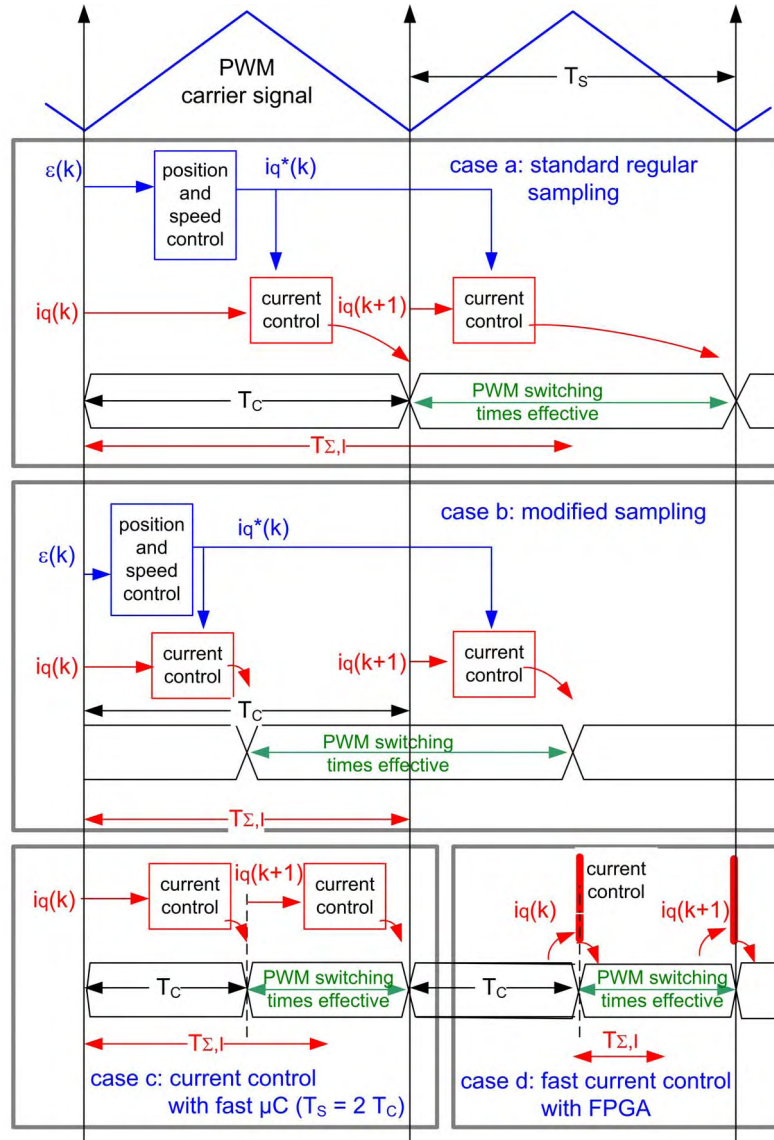 PWM
carrier signal
TS
ε(k)
position
and
speed
control
iq*(k)
case a: standard regular
sampling
iq(k)
current
control
iq(k+1)
current
control
TC
PWM switching
times effective
TΣ,I
case b: modified sampling
ε(k)
position
and
speed
control
iq*(k)
iq(k)
current
control
iq(k+1)
current
control
TC
PWM switching
times effective
TΣ,I
iq(k)
current
control
iq(k+1)
current
control
TC
PWM switching
times effective
TΣ,I
case c: current control
with fast µC (TS = 2 TC)
current
control
iq(k)
iq(k+1)
TC
PWM switching
times effective
TΣ,I
case d: fast current control
with FPGA